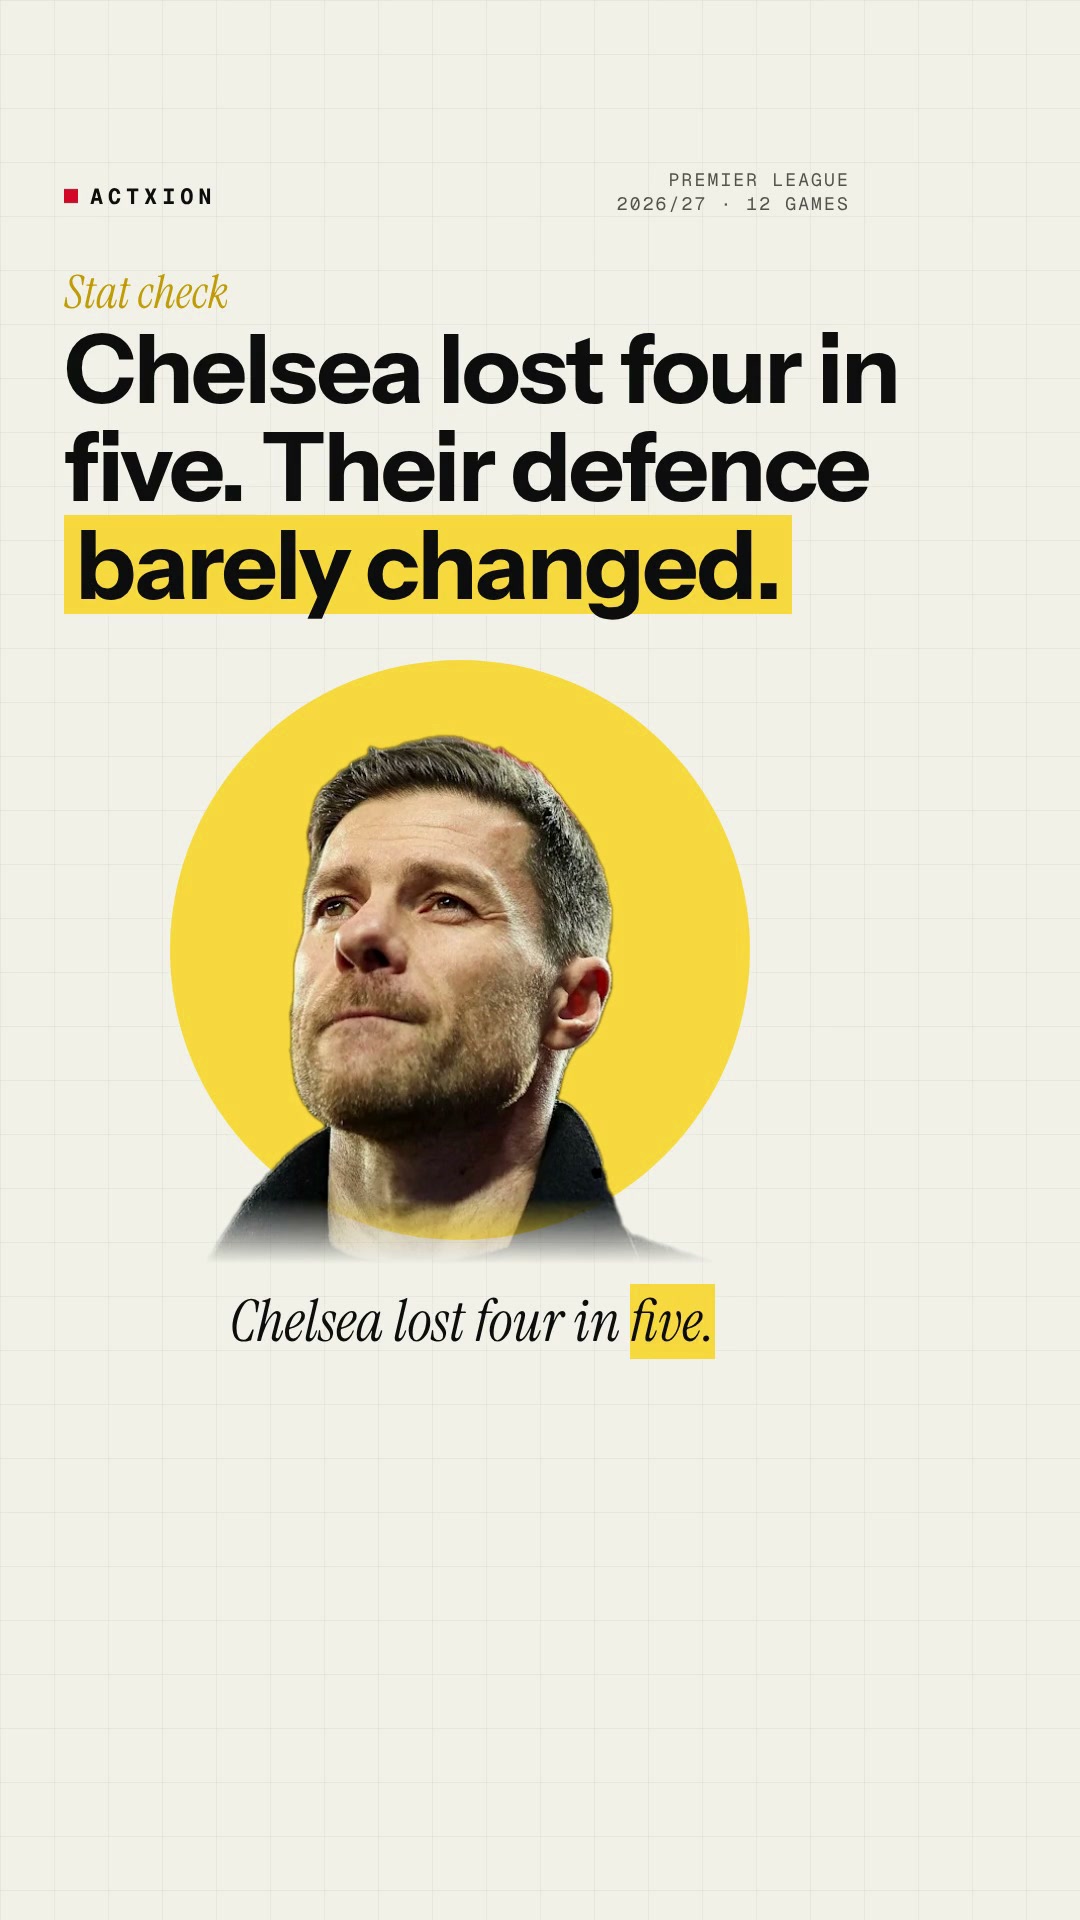 ACTXION
PREMIER LEAGUE
2026/27 · 12 GAMES
Stat check
Chelsea lost four in
five. Their defence
barely changed.
Chelsea lost four in five.